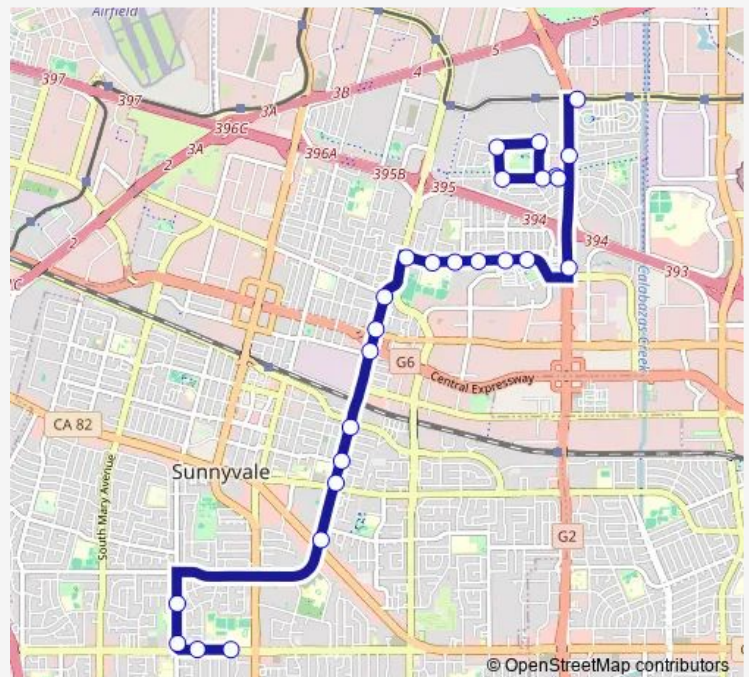 Airfield
5
5
4
397
397
3B
3A
396C
2
3A
396A
395B
395
394
394
393
2
Calabazas Creek
G6
Central Expressway
CA 82
Sunnyvale
South Mary Avenue
G2
© OpenStreetMap contributors